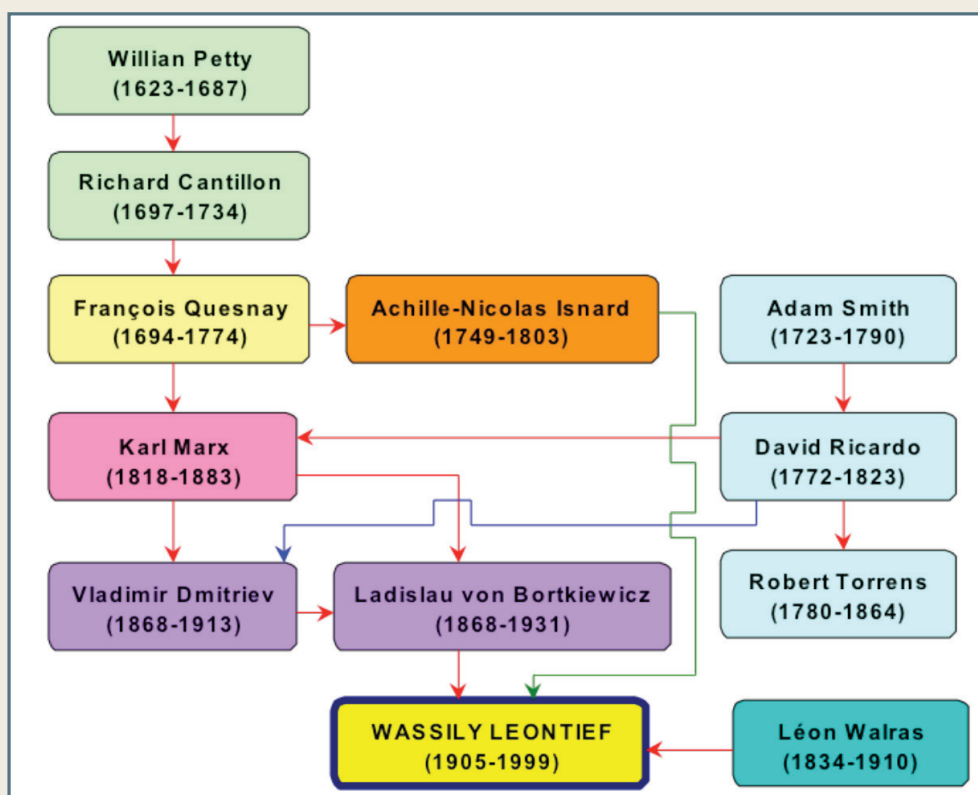 Willian Petty
(1623-1687)
Richard Cantillon
(1697-1734)
François Quesnay
(1694-1774)
Achille-Nicolas Isnard
(1749-1803)
Adam Smith
(1723-1790)
Karl Marx
(1818-1883)
David Ricardo
(1772-1823)
Vladimir Dmitriev
(1868-1913)
Ladislau von Bortkiewicz
(1868-1931)
Robert Torrens
(1780-1864)
WASSILY LEONTIEF
(1905-1999)
Léon Walras
(1834-1910)